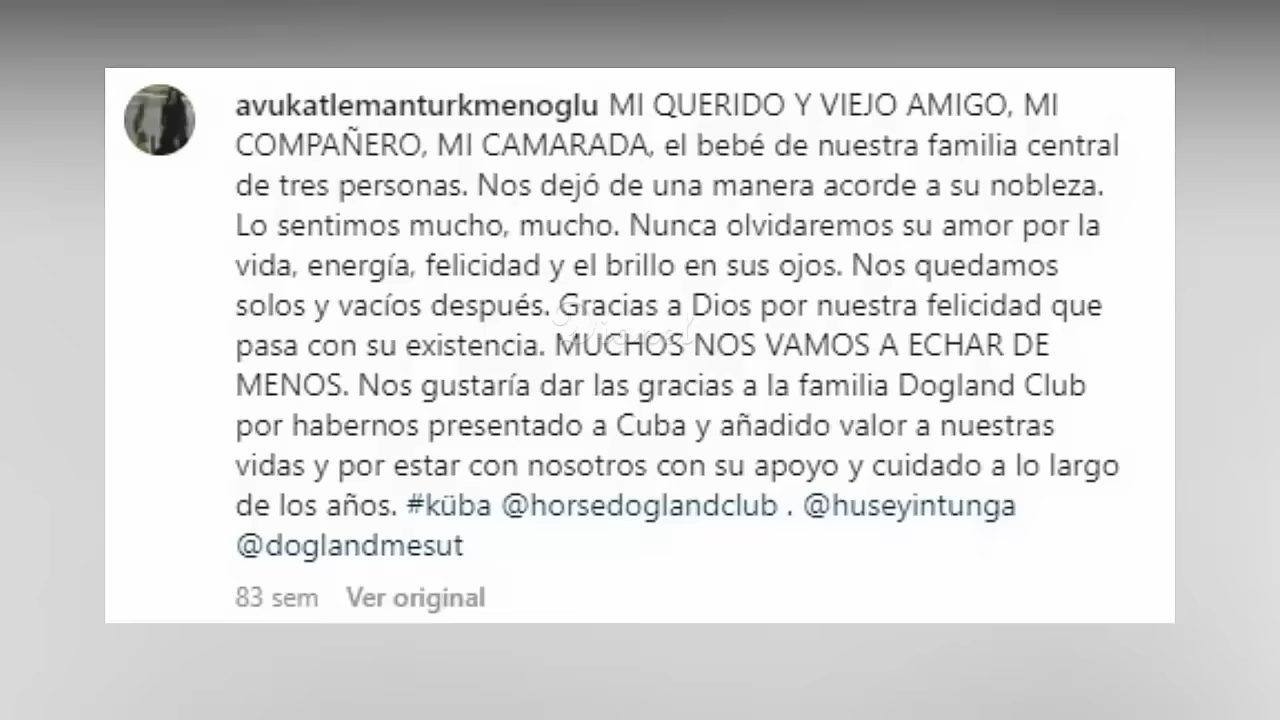 avukatlemanturkmenoglu MI QUERIDO Y VIEJO AMIGO, MI
COMPAÑERO, MI CAMARADA, el bebé de nuestra familia central
de tres personas. Nos dejó de una manera acorde a su nobleza.
Lo sentimos mucho, mucho. Nunca olvidaremos su amor por la
vida, energía, felicidad y el brillo en sus ojos. Nos quedamos
solos y vacíos después. Gracias a Dios por nuestra felicidad que
pasa con su existencia. MUCHOS NOS VAMOS A ECHAR DE
MENOS. Nos gustaría dar las gracias a la familia Dogland Club
por habernos presentado a Cuba y añadido valor a nuestras
vidas y por estar con nosotros con su apoyo y cuidado a lo largo
de los años. #küba @horsedoglandclub . @huseyintunga
@doglandmesut
83 sem Ver original